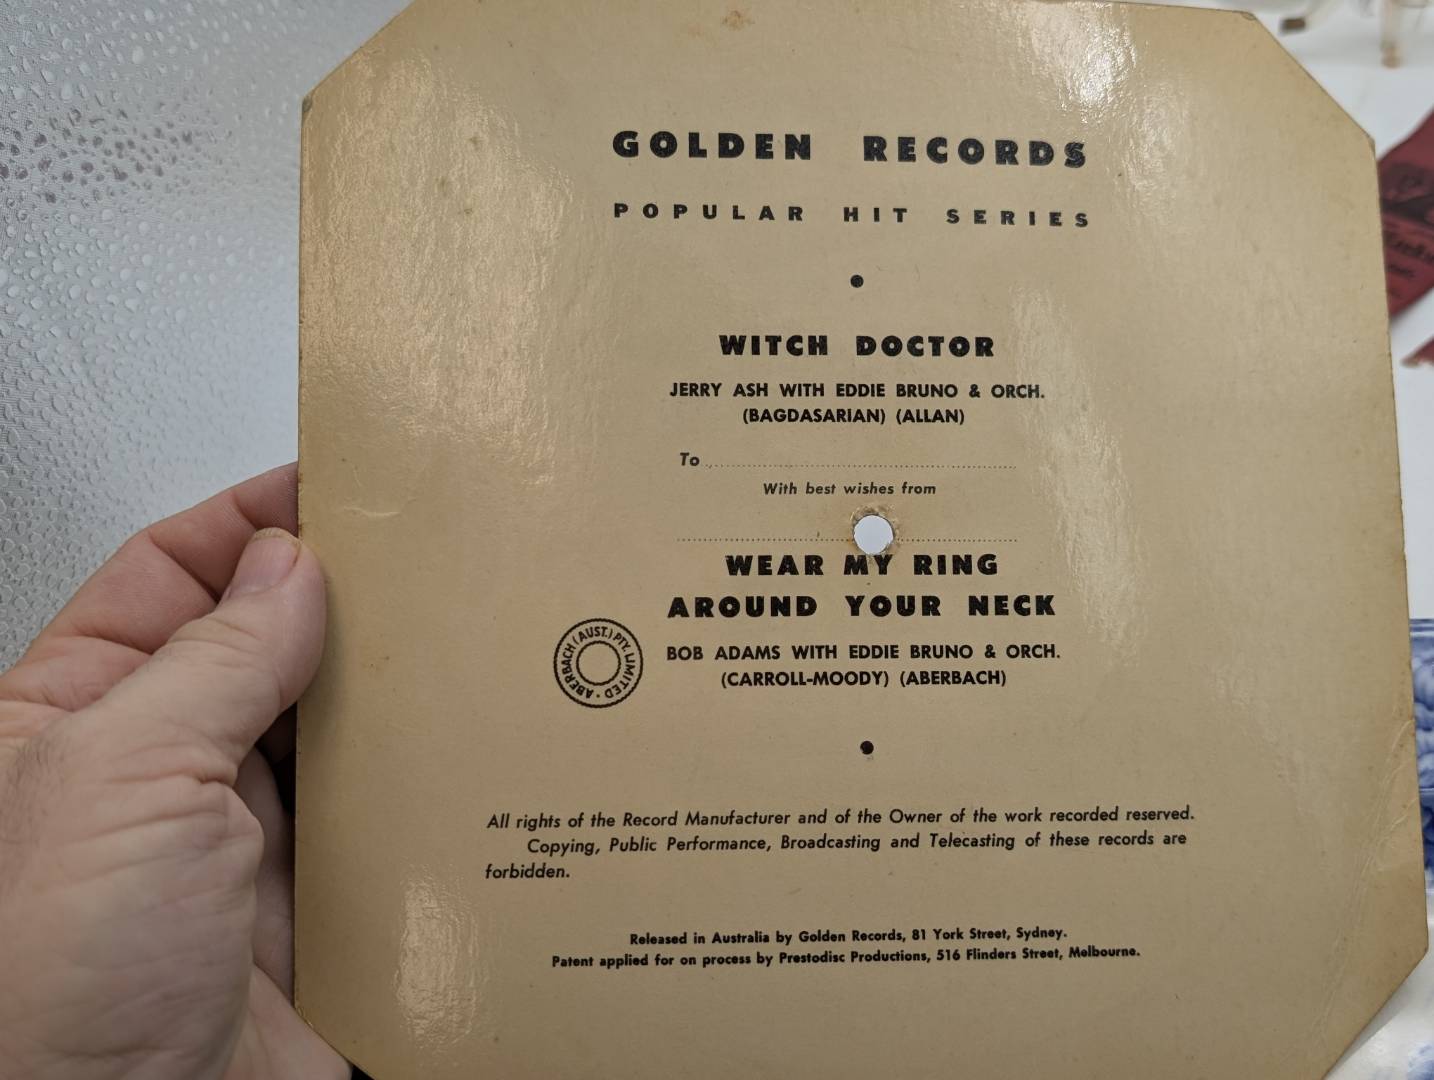 GOLDEN RECORDS
POPULAR HIT SERIES
WITCH DOCTOR
JERRY ASH WITH EDDIE BRUNO & ORCH.
(BAGDASARIAN) (ALLAN)
To
With best wishes from
WEAR MY RING
AROUND YOUR NECK
BOB ADAMS WITH EDDIE BRUNO & ORCH.
(CARROLL-MOODY) (ABERBACH)
ABERBACH (AUST.) PTY. LIMITED
All rights of the Record Manufacturer and of the Owner of the work recorded reserved.
Copying, Public Performance, Broadcasting and Telecasting of these records are
forbidden.
Released in Australia by Golden Records, 81 York Street, Sydney.
Patent applied for on process by Prestodisc Productions, 516 Flinders Street, Melbourne.